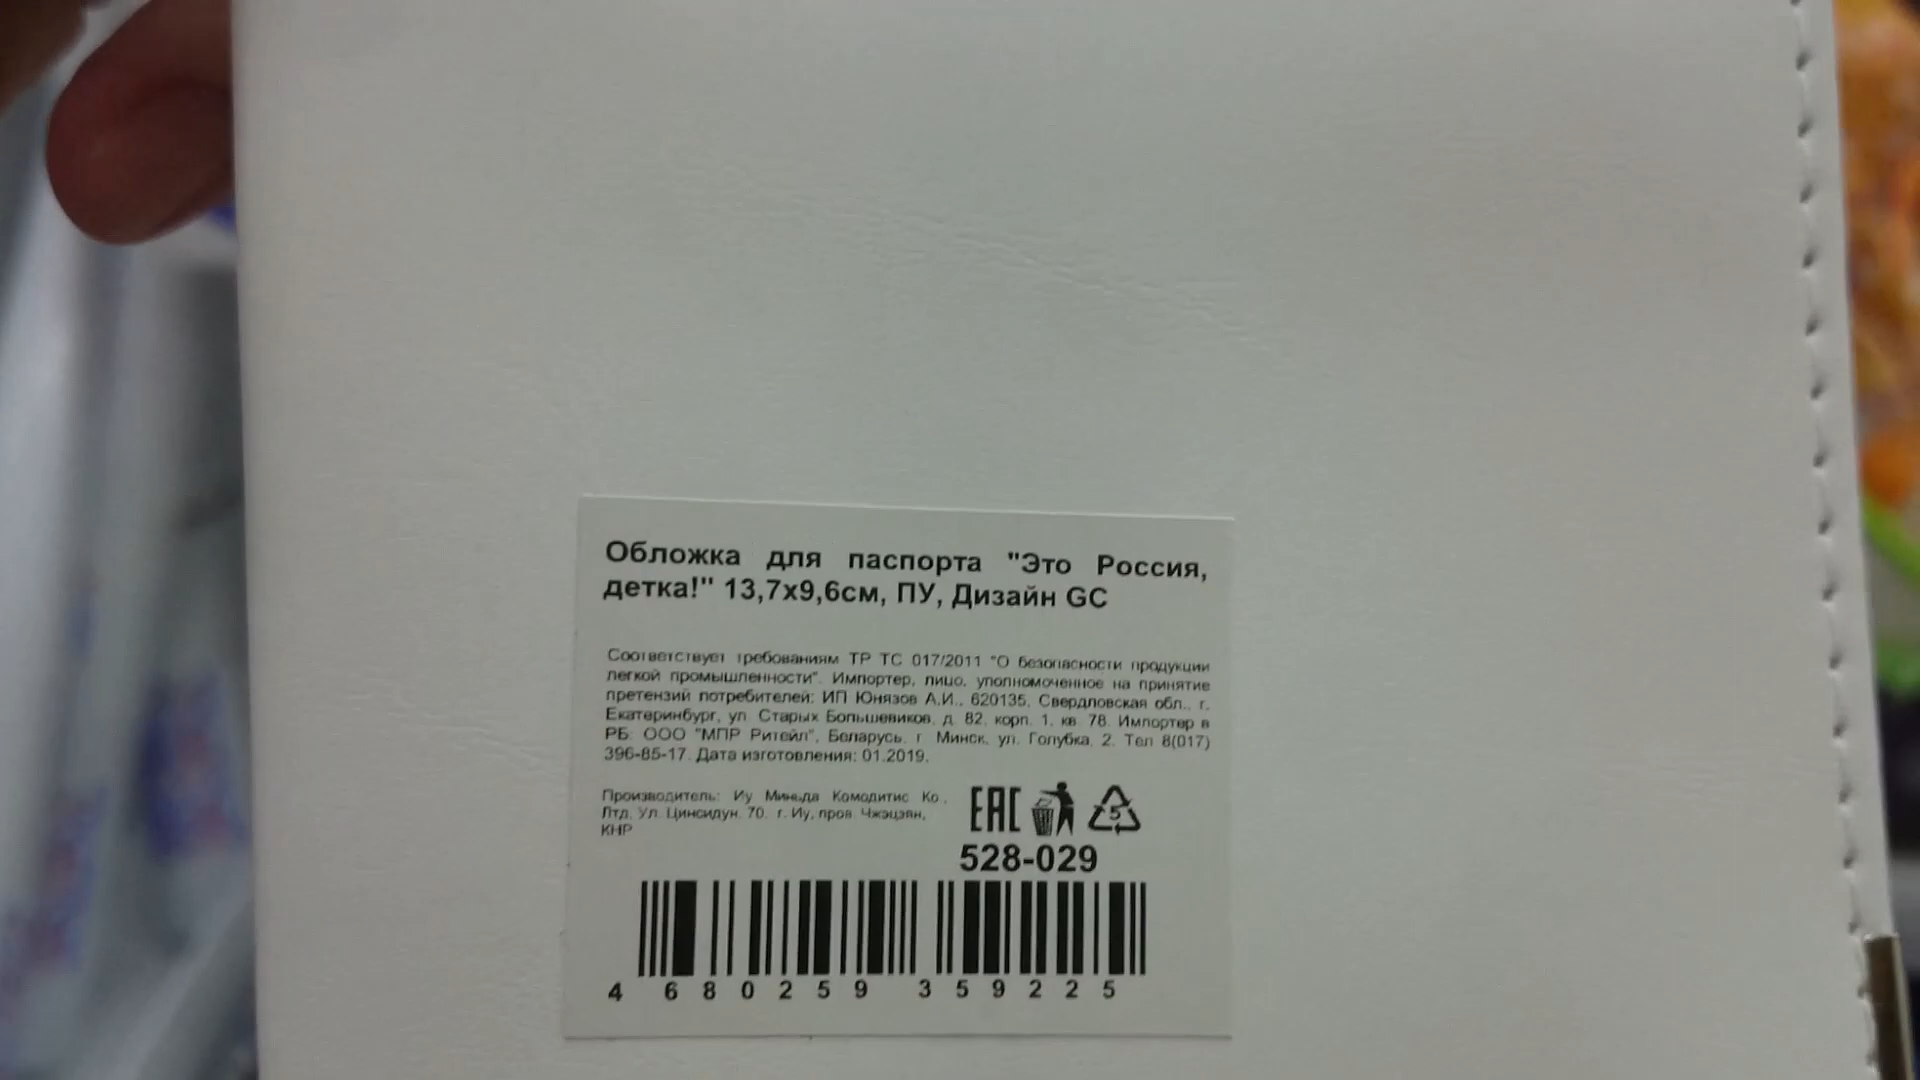 Обложка для паспорта "Это Россия,
детка!" 13,7х9,6см, ПУ, Дизайн GC
Соответствует требованиям ТР ТС 017/2011 "О безопасности продукции
легкой промышленности". Импортер, лицо, уполномоченное на принятие
претензий потребителей: ИП Юнязов А.И., 620135, Свердловская обл., г.
Екатеринбург, ул. Старых Большевиков, д. 82, корп. 1, кв. 78. Импортер в
РБ: ООО "МПР Ритейл", Беларусь, г. Минск, ул. Голубка, 2. Тел 8(017)
396-85-17. Дата изготовления: 01.2019.
Производитель: Иу Миньда Комодитис Ко.,
Лтд. Ул. Цинсидун, 70, г. Иу, пров. Чжэцзян,
КНР
EAC
5
528-029
4 680259 359225